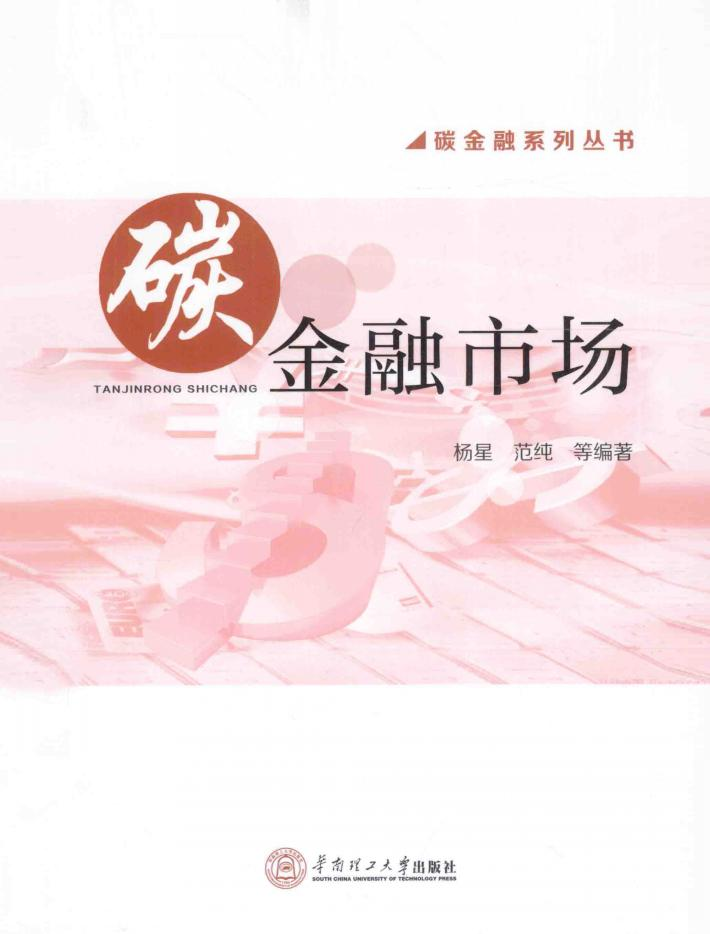 碳金融系列丛书
碳金融市场
TANJINRONG SHICHANG
杨星 范纯 等编著
EURO
华南理工大学出版社
SOUTH CHINA UNIVERSITY OF TECHNOLOGY PRESS